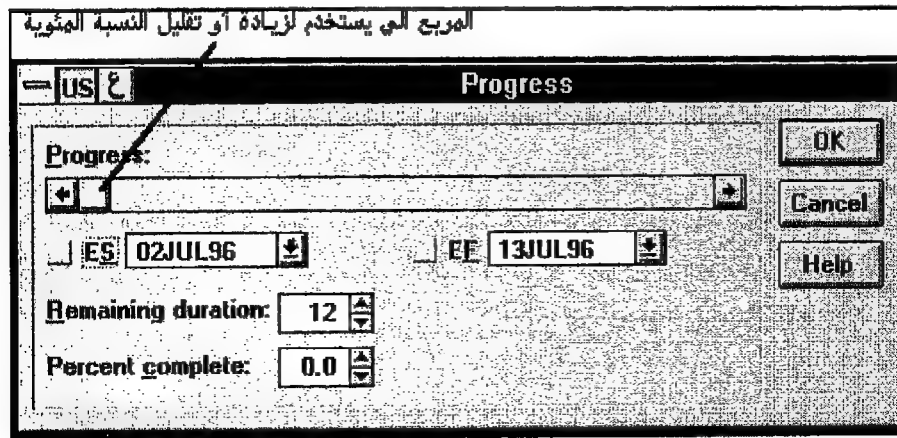 المربع الي يستخدم لزيادة أو تقليل النسبة المئوية
US ع Progress
Progress:
OK
Cancel
ES 02JUL96 EF 13JUL96
Help
Remaining duration: 12
Percent complete: 0.0